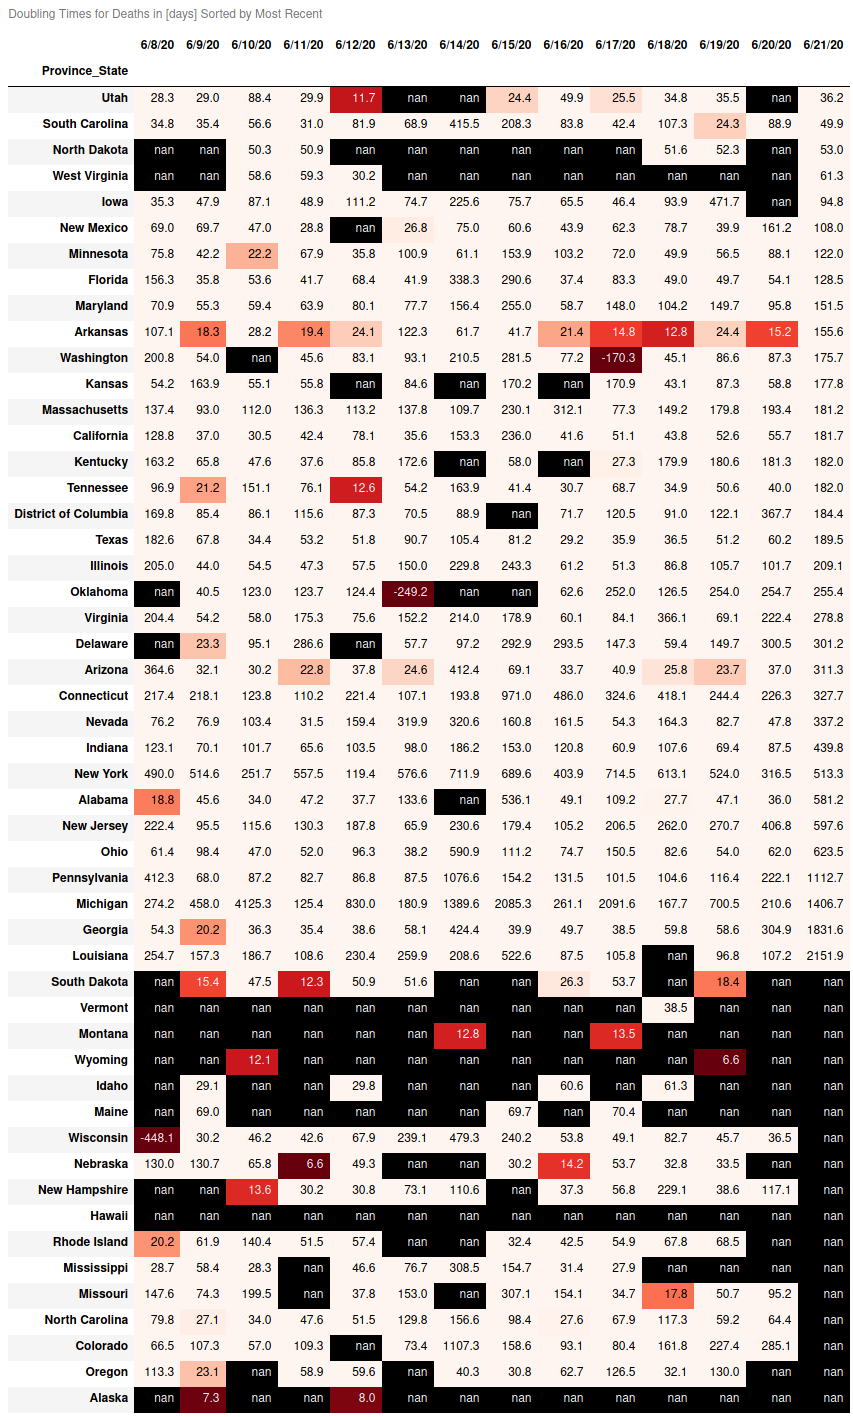 Doubling Times for Deaths in [days] Sorted by Most Recent
6/8/20 6/9/20 6/10/20 6/11/20 6/12/20 6/13/20 6/14/20 6/15/20 6/16/20 6/17/20 6/18/20 6/19/20 6/20/20 6/21/20
Province_State
Utah 28.3 29.0 88.4 29.9 11.7 nan nan 24.4 49.9 25.5 34.8 35.5 nan 36.2
South Carolina 34.8 35.4 56.6 31.0 81.9 68.9 415.5 208.3 83.8 42.4 107.3 24.3 88.9 49.9
North Dakota nan nan 50.3 50.9 nan nan nan nan nan nan 51.6 52.3 nan 53.0
West Virginia nan nan 58.6 59.3 30.2 nan nan nan nan nan nan nan nan 61.3
Iowa 35.3 47.9 87.1 48.9 111.2 74.7 225.6 75.7 65.5 46.4 93.9 471.7 nan 94.8
New Mexico 69.0 69.7 47.0 28.8 nan 26.8 75.0 60.6 43.9 62.3 78.7 39.9 161.2 108.0
Minnesota 75.8 42.2 22.2 67.9 35.8 100.9 61.1 153.9 103.2 72.0 49.9 56.5 88.1 122.0
Florida 156.3 35.8 53.6 41.7 68.4 41.9 338.3 290.6 37.4 83.3 49.0 49.7 54.1 128.5
Maryland 70.9 55.3 59.4 63.9 80.1 77.7 156.4 255.0 58.7 148.0 104.2 149.7 95.8 151.5
Arkansas 107.1 18.3 28.2 19.4 24.1 122.3 61.7 41.7 21.4 14.8 12.8 24.4 15.2 155.6
Washington 200.8 54.0 nan 45.6 83.1 93.1 210.5 281.5 77.2 -170.3 45.1 86.6 87.3 175.7
Kansas 54.2 163.9 55.1 55.8 nan 84.6 nan 170.2 nan 170.9 43.1 87.3 58.8 177.8
Massachusetts 137.4 93.0 112.0 136.3 113.2 137.8 109.7 230.1 312.1 77.3 149.2 179.8 193.4 181.2
California 128.8 37.0 30.5 42.4 78.1 35.6 153.3 236.0 41.6 51.1 43.8 52.6 55.7 181.7
Kentucky 163.2 65.8 47.6 37.6 85.8 172.6 nan 58.0 nan 27.3 179.9 180.6 181.3 182.0
Tennessee 96.9 21.2 151.1 76.1 12.6 54.2 163.9 41.4 30.7 68.7 34.9 50.6 40.0 182.0
District of Columbia 169.8 85.4 86.1 115.6 87.3 70.5 88.9 nan 71.7 120.5 91.0 122.1 367.7 184.4
Texas 182.6 67.8 34.4 53.2 51.8 90.7 105.4 81.2 29.2 35.9 36.5 51.2 60.2 189.5
Illinois 205.0 44.0 54.5 47.3 57.5 150.0 229.8 243.3 61.2 51.3 86.8 105.7 101.7 209.1
Oklahoma nan 40.5 123.0 123.7 124.4 -249.2 nan nan 62.6 252.0 126.5 254.0 254.7 255.4
Virginia 204.4 54.2 58.0 175.3 75.6 152.2 214.0 178.9 60.1 84.1 366.1 69.1 222.4 278.8
Delaware nan 23.3 95.1 286.6 nan 57.7 97.2 292.9 293.5 147.3 59.4 149.7 300.5 301.2
Arizona 364.6 32.1 30.2 22.8 37.8 24.6 412.4 69.1 33.7 40.9 25.8 23.7 37.0 311.3
Connecticut 217.4 218.1 123.8 110.2 221.4 107.1 193.8 971.0 486.0 324.6 418.1 244.4 226.3 327.7
Nevada 76.2 76.9 103.4 31.5 159.4 319.9 320.6 160.8 161.5 54.3 164.3 82.7 47.8 337.2
Indiana 123.1 70.1 101.7 65.6 103.5 98.0 186.2 153.0 120.8 60.9 107.6 69.4 87.5 439.8
New York 490.0 514.6 251.7 557.5 119.4 576.6 711.9 689.6 403.9 714.5 613.1 524.0 316.5 513.3
Alabama 18.8 45.6 34.0 47.2 37.7 133.6 nan 536.1 49.1 109.2 27.7 47.1 36.0 581.2
New Jersey 222.4 95.5 115.6 130.3 187.8 65.9 230.6 179.4 105.2 206.5 262.0 270.7 406.8 597.6
Ohio 61.4 98.4 47.0 52.0 96.3 38.2 590.9 111.2 74.7 150.5 82.6 54.0 62.0 623.5
Pennsylvania 412.3 68.0 87.2 82.7 86.8 87.5 1076.6 154.2 131.5 101.5 104.6 116.4 222.1 1112.7
Michigan 274.2 458.0 4125.3 125.4 830.0 180.9 1389.6 2085.3 261.1 2091.6 167.7 700.5 210.6 1406.7
Georgia 54.3 20.2 36.3 35.4 38.6 58.1 424.4 39.9 49.7 38.5 59.8 58.6 304.9 1831.6
Louisiana 254.7 157.3 186.7 108.6 230.4 259.9 208.6 522.6 87.5 105.8 nan 96.8 107.2 2151.9
South Dakota nan 15.4 47.5 12.3 50.9 51.6 nan nan 26.3 53.7 nan 18.4 nan nan
Vermont nan nan nan nan nan nan nan nan nan nan 38.5 nan nan nan
Montana nan nan nan nan nan nan 12.8 nan nan 13.5 nan nan nan nan
Wyoming nan nan 12.1 nan nan nan nan nan nan nan nan 6.6 nan nan
Idaho nan 29.1 nan nan 29.8 nan nan nan 60.6 nan 61.3 nan nan nan
Maine nan 69.0 nan nan nan nan nan 69.7 nan 70.4 nan nan nan nan
Wisconsin -448.1 30.2 46.2 42.6 67.9 239.1 479.3 240.2 53.8 49.1 82.7 45.7 36.5 nan
Nebraska 130.0 130.7 65.8 6.6 49.3 nan nan 30.2 14.2 53.7 32.8 33.5 nan nan
New Hampshire nan nan 13.6 30.2 30.8 73.1 110.6 nan 37.3 56.8 229.1 38.6 117.1 nan
Hawaii nan nan nan nan nan nan nan nan nan nan nan nan nan nan
Rhode Island 20.2 61.9 140.4 51.5 57.4 nan nan 32.4 42.5 54.9 67.8 68.5 nan nan
Mississippi 28.7 58.4 28.3 nan 46.6 76.7 308.5 154.7 31.4 27.9 nan nan nan nan
Missouri 147.6 74.3 199.5 nan 37.8 153.0 nan 307.1 154.1 34.7 17.8 50.7 95.2 nan
North Carolina 79.8 27.1 34.0 47.6 51.5 129.8 156.6 98.4 27.6 67.9 117.3 59.2 64.4 nan
Colorado 66.5 107.3 57.0 109.3 nan 73.4 1107.3 158.6 93.1 80.4 161.8 227.4 285.1 nan
Oregon 113.3 23.1 nan 58.9 59.6 nan 40.3 30.8 62.7 126.5 32.1 130.0 nan nan
Alaska nan 7.3 nan nan 8.0 nan nan nan nan nan nan nan nan nan